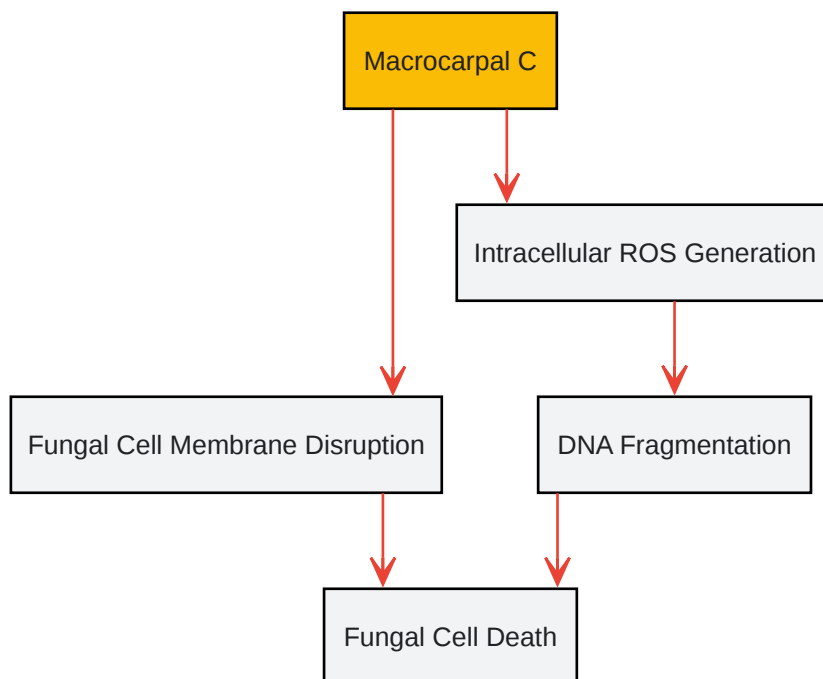 Macrocarpal C
Intracellular ROS Generation
Fungal Cell Membrane Disruption
DNA Fragmentation
Fungal Cell Death